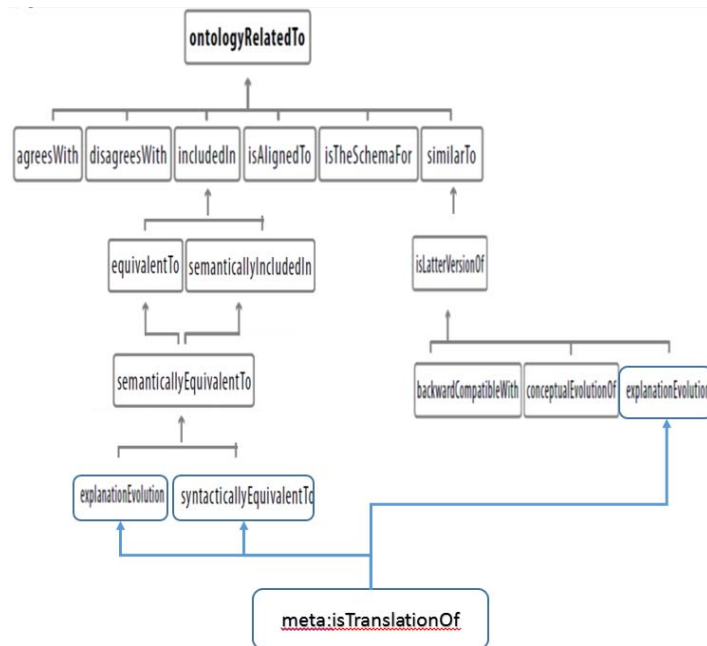 ontologyRelatedTo
agreesWith disagreesWith includedIn isAlignedTo isTheSchemaFor similarTo
equivalentTo semanticallyIncludedIn isLatterVersionOf
semanticallyEquivalentTo backwardCompatibleWith conceptualEvolutionOf explanationEvolution
explanationEvolution syntacticallyEquivalentTo
meta:isTranslationOf